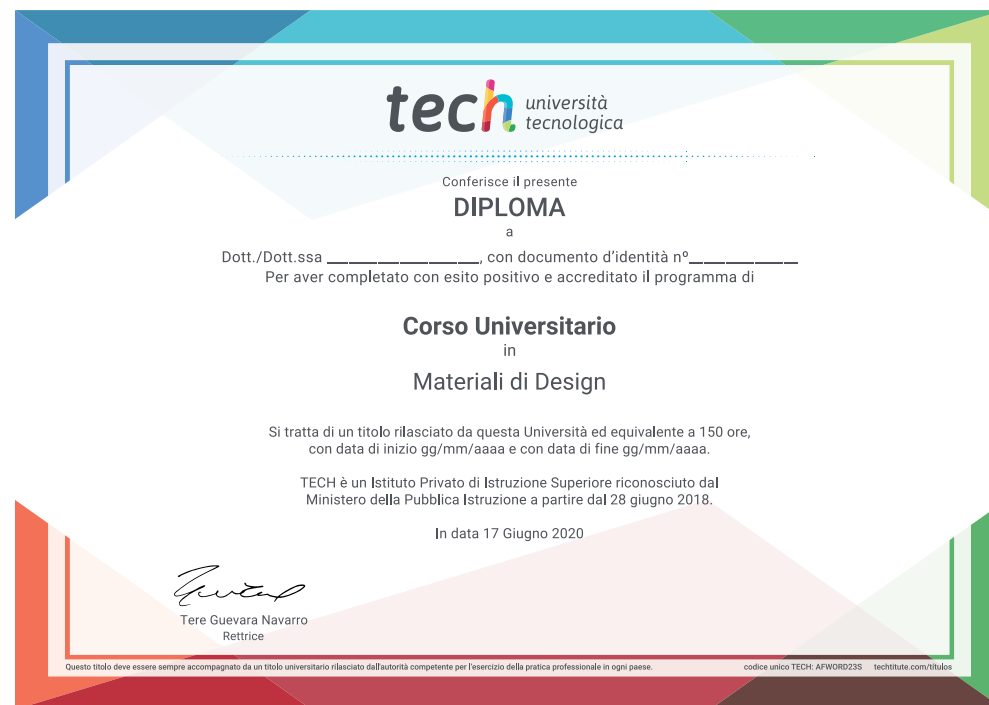 tech università
tecnologica
Conferisce il presente
DIPLOMA
a
Dott./Dott.ssa ____________________, con documento d'identità nº______________
Per aver completato con esito positivo e accreditato il programma di
Corso Universitario
in
Materiali di Design
Si tratta di un titolo rilasciato da questa Università ed equivalente a 150 ore,
con data di inizio gg/mm/aaaa e con data di fine gg/mm/aaaa.
TECH è un Istituto Privato di Istruzione Superiore riconosciuto dal
Ministero della Pubblica Istruzione a partire dal 28 giugno 2018.
In data 17 Giugno 2020
Tere Guevara Navarro
Rettrice
Questo titolo deve essere sempre accompagnato da un titolo universitario rilasciato dall'autorità competente per l'esercizio della pratica professionale in ogni paese. codice unico TECH: AFWORD23S techtitute.com/titulos